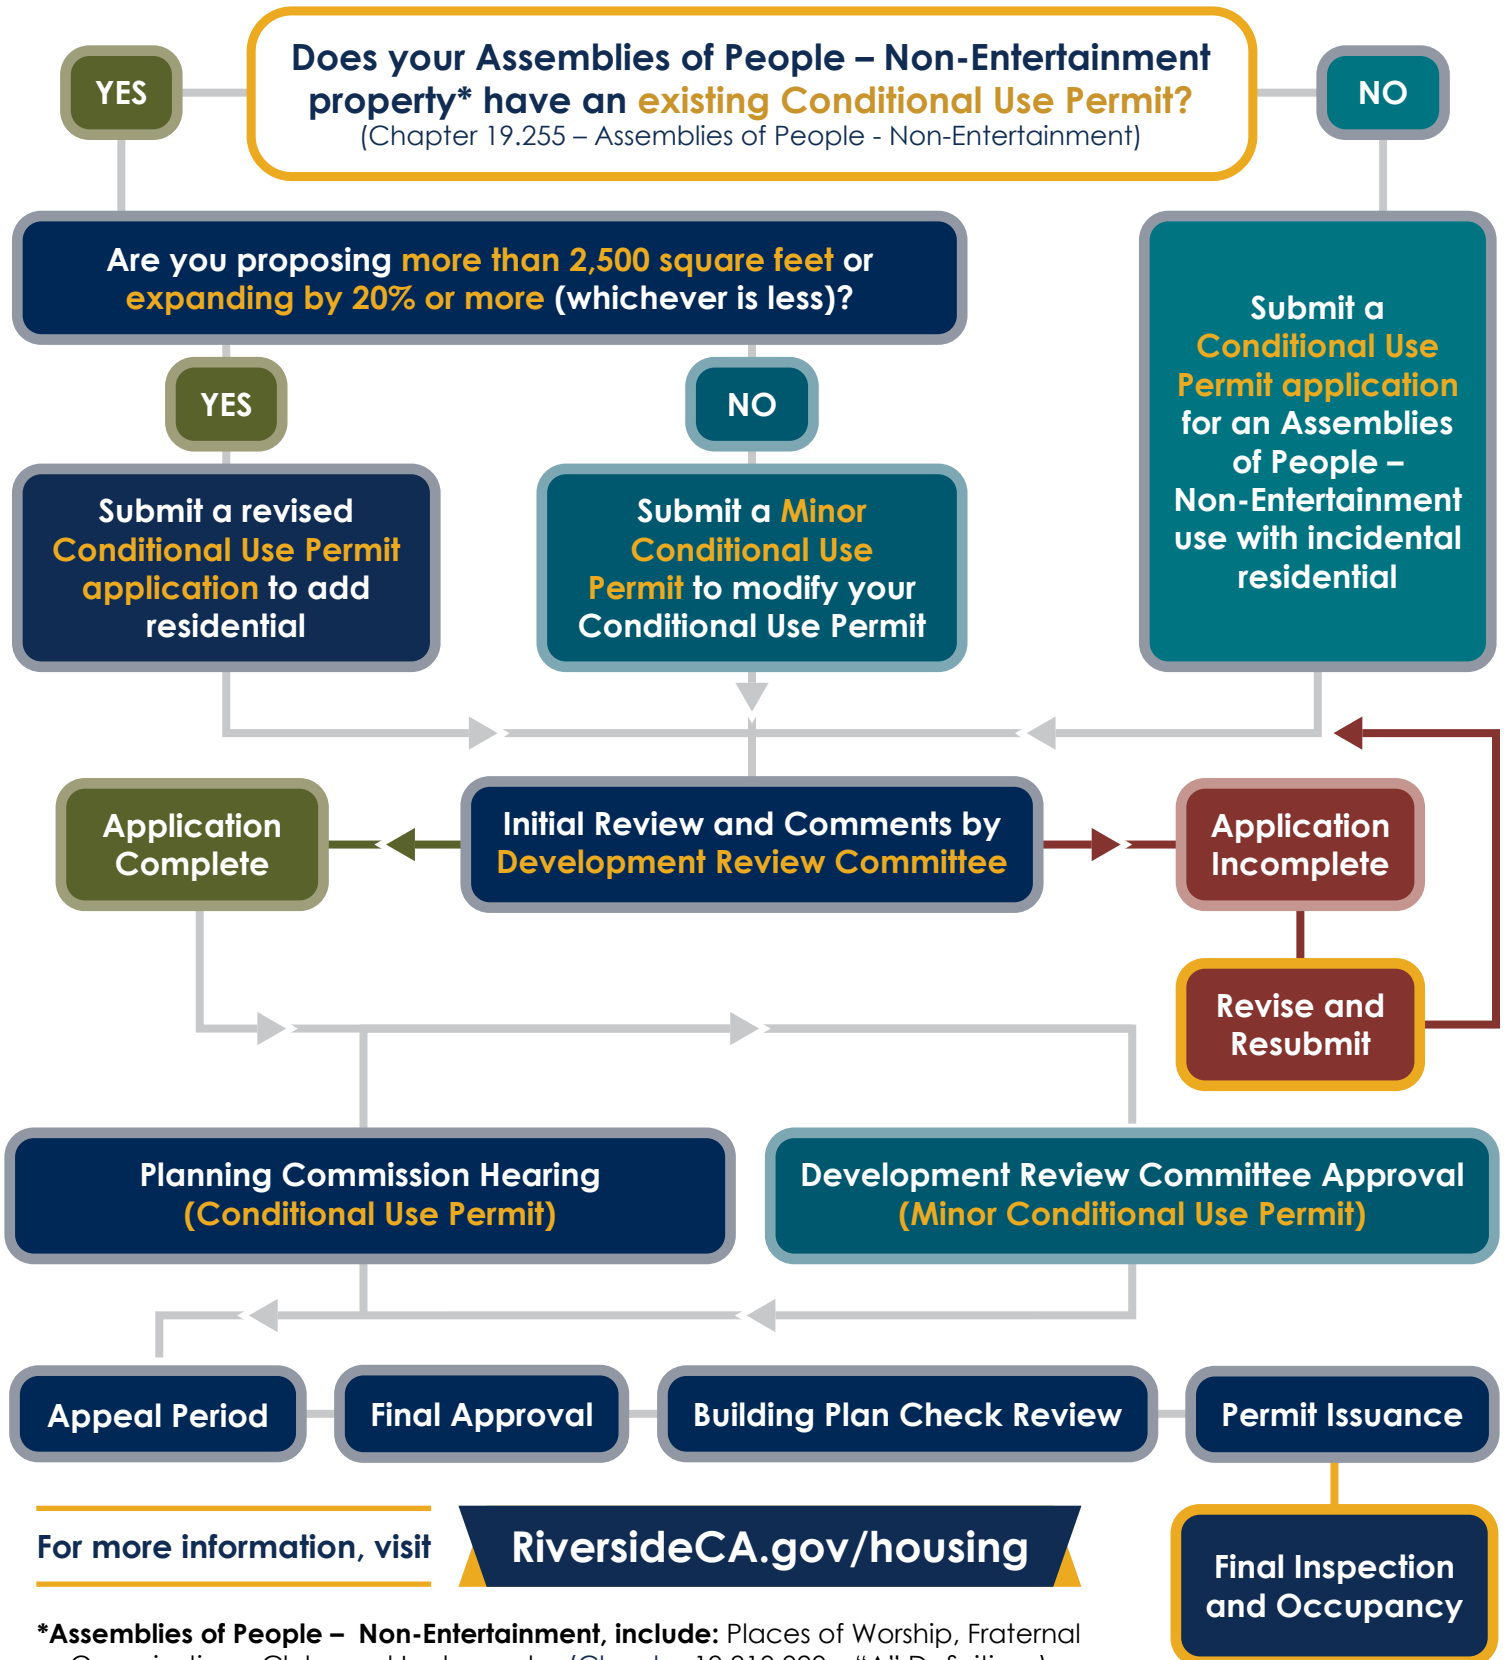 Does your Assemblies of People – Non-Entertainment
property* have an existing Conditional Use Permit?
(Chapter 19.255 – Assemblies of People - Non-Entertainment)
YES
NO
Are you proposing more than 2,500 square feet or
expanding by 20% or more (whichever is less)?
YES
NO
Submit a revised
Conditional Use Permit
application to add
residential
Submit a Minor
Conditional Use
Permit to modify your
Conditional Use Permit
Submit a
Conditional Use
Permit application
for an Assemblies
of People –
Non-Entertainment
use with incidental
residential
Application
Complete
Initial Review and Comments by
Development Review Committee
Application
Incomplete
Revise and
Resubmit
Planning Commission Hearing
(Conditional Use Permit)
Development Review Committee Approval
(Minor Conditional Use Permit)
Appeal Period
Final Approval
Building Plan Check Review
Permit Issuance
Final Inspection
and Occupancy
For more information, visit
RiversideCA.gov/housing
*Assemblies of People – Non-Entertainment, include: Places of Worship, Fraternal